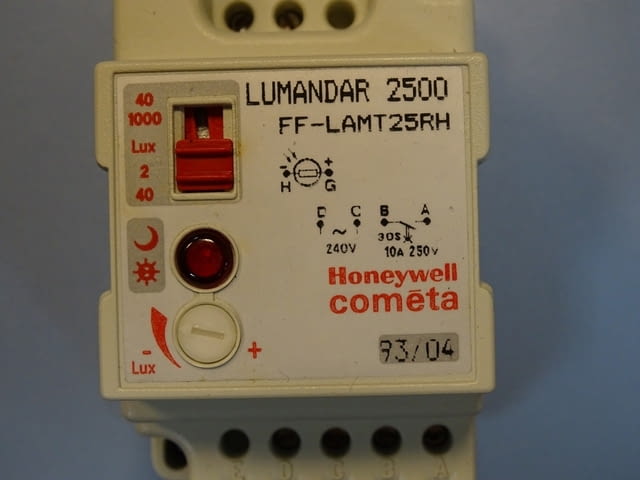 LUMANDAR 2500
FF-LAMT25RH
40
1000
Lux
2
40
H G
D C B A
~
240V
30S
10A 250V
Honeywell
cometa
- +
Lux
93/04
D C B A